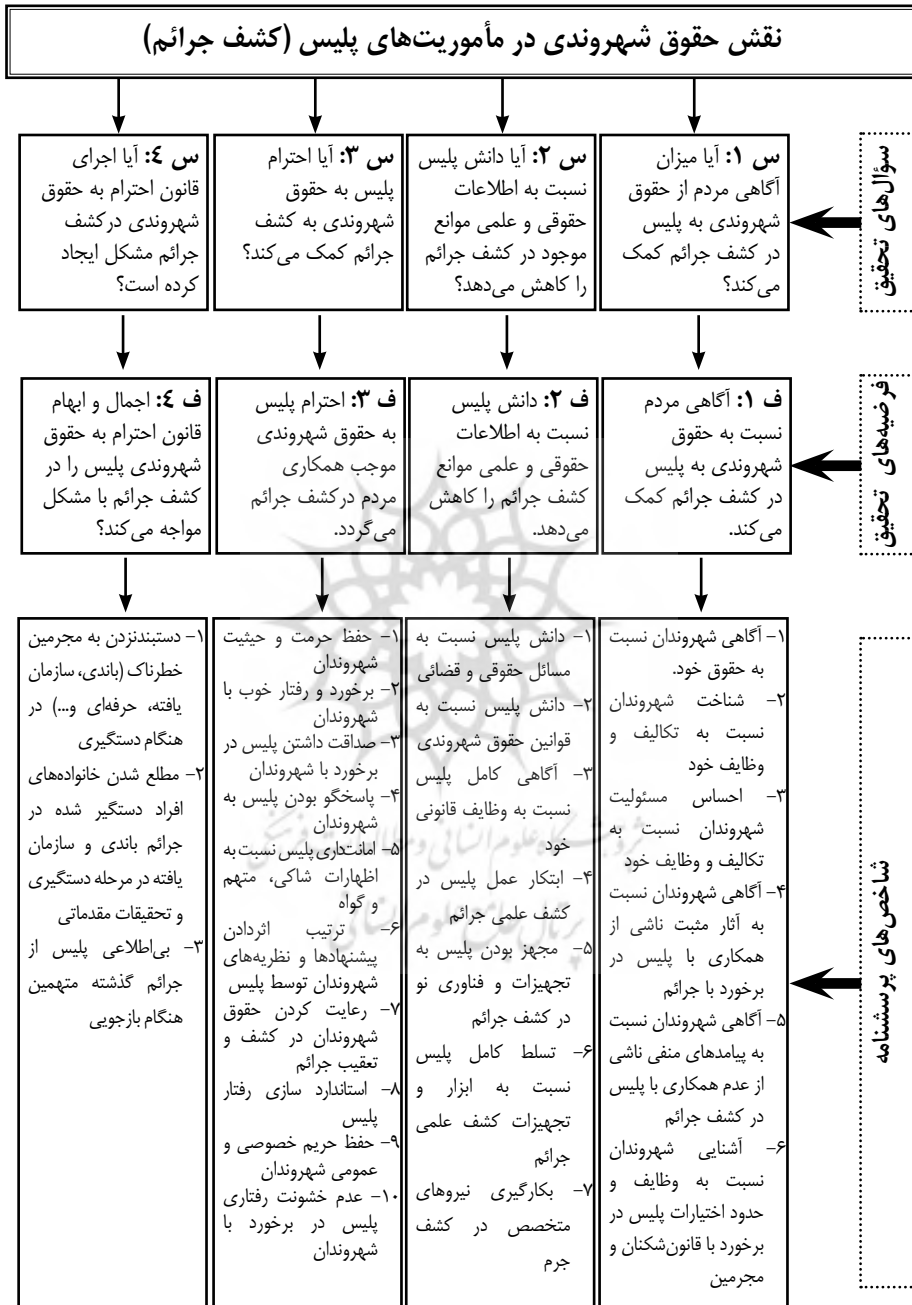 نقش حقوق شهروندی در مأموریت‌های پلیس (کشف جرائم)
سؤال‌های تحقیق
س ۱: آیا میزان
آگاهی مردم از حقوق
شهروندی به پلیس
در کشف جرائم کمک
می‌کند؟
س ۲: آیا دانش پلیس
نسبت به اطلاعات
حقوقی و علمی موانع
موجود در کشف جرائم
را کاهش می‌دهد؟
س ۳: آیا احترام
پلیس به حقوق
شهروندی به کشف
جرائم کمک می‌کند؟
س ٤: آیا اجرای
قانون احترام به حقوق
شهروندی درکشف
جرائم مشکل ایجاد
کرده است؟
فرضیه‌های تحقیق
ف ۱: آگاهی مردم
نسبت به حقوق
شهروندی به پلیس
در کشف جرائم کمک
می‌کند.
ف ۲: دانش پلیس
نسبت به اطلاعات
حقوقی و علمی موانع
کشف جرائم را کاهش
می‌دهد.
ف ۳: احترام پلیس
به حقوق شهروندی
موجب همکاری
مردم درکشف جرائم
می‌گردد.
ف ٤: اجمال و ابهام
قانون احترام به حقوق
شهروندی پلیس را در
کشف جرائم با مشکل
مواجه می‌کند؟
شاخص‌های پرسشنامه
۱- آگاهی شهروندان نسبت
به حقوق خود.
۲- شناخت شهروندان
نسبت به تکالیف و
وظایف خود
۳- احساس مسئولیت
شهروندان نسبت به
تکالیف و وظایف خود
۴- آگاهی شهروندان نسبت
به آثار مثبت ناشی از
همکاری با پلیس در
برخورد با جرائم
۵- آگاهی شهروندان نسبت
به پیامدهای منفی ناشی
از عدم همکاری با پلیس
در کشف جرائم
۶- آشنایی شهروندان
نسبت به وظایف و
حدود اختیارات پلیس در
برخورد با قانون‌شکنان و
مجرمین
۱- دانش پلیس نسبت به
مسائل حقوقی و قضائی
۲- دانش پلیس نسبت به
قوانین حقوق شهروندی
۳- آگاهی کامل پلیس
نسبت به وظایف قانونی
خود
۴- ابتکار عمل پلیس در
کشف علمی جرائم
۵- مجهز بودن پلیس به
تجهیزات و فناوری نو
در کشف جرائم
۶- تسلط کامل پلیس
نسبت به ابزار و
تجهیزات کشف علمی
جرائم
۷- بکارگیری نیروهای
متخصص در کشف
جرم
۱- حفظ حرمت و حیثیت
شهروندان
۲- برخورد و رفتار خوب با
شهروندان
۳- صداقت داشتن پلیس در
برخورد با شهروندان
۴- پاسخگو بودن پلیس به
شهروندان
۵- امانت‌داری پلیس نسبت به
اظهارات شاکی، متهم
و گواه
۶- ترتیب اثردادن
پیشنهادها و نظریه‌های
شهروندان توسط پلیس
۷- رعایت کردن حقوق
شهروندان در کشف و
تعقیب جرائم
۸- استاندارد سازی رفتار
پلیس
۹- حفظ حریم خصوصی و
عمومی شهروندان
۱۰- عدم خشونت رفتاری
پلیس در برخورد با
شهروندان
۱- دستبندنزدن به مجرمین
خطرناک (باندی، سازمان
یافته، حرفه‌ای و...) در
هنگام دستگیری
۲- مطلع شدن خانواده‌های
افراد دستگیر شده در
جرائم باندی و سازمان
یافته در مرحله دستگیری
و تحقیقات مقدماتی
۳- بی‌اطلاعی پلیس از
جرائم گذشته متهمین
هنگام بازجویی
پژوهشگاه علوم انسانی و مطالعات فرهنگی
پرتال جامع علوم انسانی